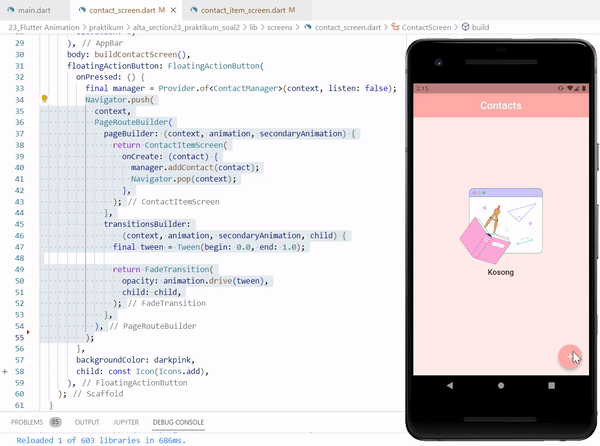 main.dart
contact_screen.dart M
contact_item_screen.dart M
23_Flutter Animation > praktikum > alta_section23_praktikum_soal2 > lib > screens > contact_screen.dart > ContactScreen > build
29 ), // AppBar
30 body: buildContactScreen(),
31 floatingActionButton: FloatingActionButton(
32 onPressed: () {
33 final manager = Provider.of<ContactManager>(context, listen: false);
34 Navigator.push(
35 context,
36 PageRouteBuilder(
37 pageBuilder: (context, animation, secondaryAnimation) {
38 return ContactItemScreen(
39 onCreate: (contact) {
40 manager.addContact(contact);
41 Navigator.pop(context);
42 },
43 ); // ContactItemScreen
44 },
45 transitionsBuilder:
46 (context, animation, secondaryAnimation, child) {
47 final tween = Tween(begin: 0.0, end: 1.0);
48
49 return FadeTransition(
50 opacity: animation.drive(tween),
51 child: child,
52 ); // FadeTransition
53 },
54 ), // PageRouteBuilder
55 );
56 },
57 backgroundColor: darkpink,
58 child: const Icon(Icons.add),
59 ), // FloatingActionButton
60 ); // Scaffold
61 }
PROBLEMS 85 OUTPUT JUPYTER DEBUG CONSOLE
Reloaded 1 of 603 libraries in 686ms.
2:15
Contacts
Kosong